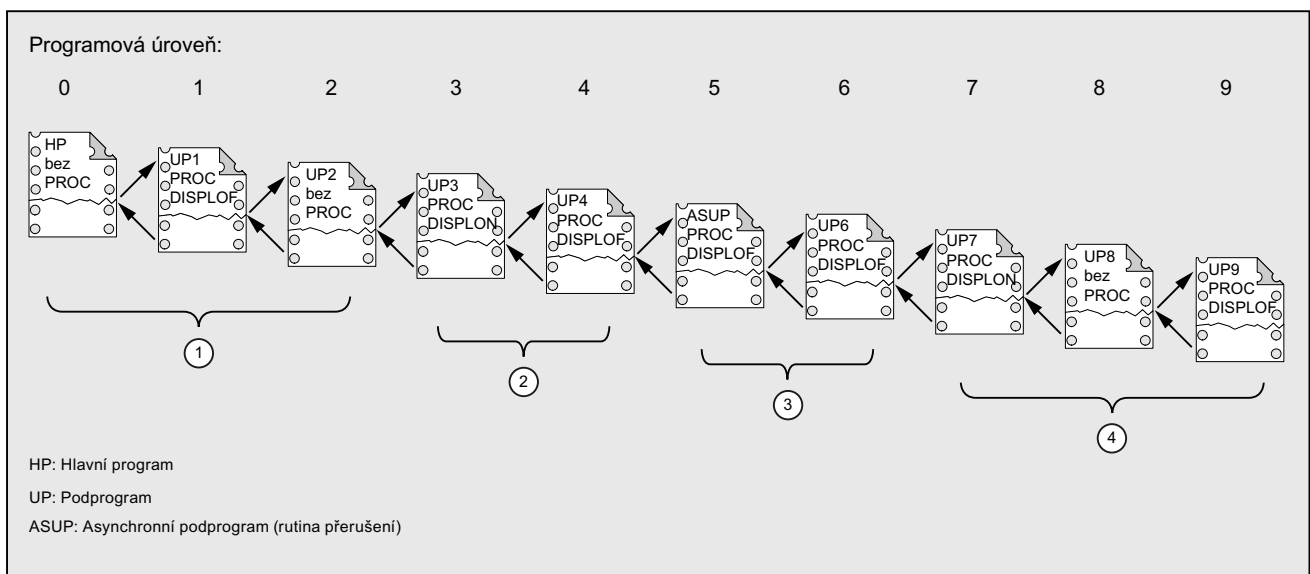 Programová úroveň:
0 1 2 3 4 5 6 7 8 9
HP
bez
PROC
UP1
PROC
DISPLOF
UP2
bez
PROC
UP3
PROC
DISPLON
UP4
PROC
DISPLOF
ASUP
PROC
DISPLOF
UP6
PROC
DISPLOF
UP7
PROC
DISPLON
UP8
bez
PROC
UP9
PROC
DISPLOF
1
2
3
4
HP: Hlavní program
UP: Podprogram
ASUP: Asynchronní podprogram (rutina přerušení)